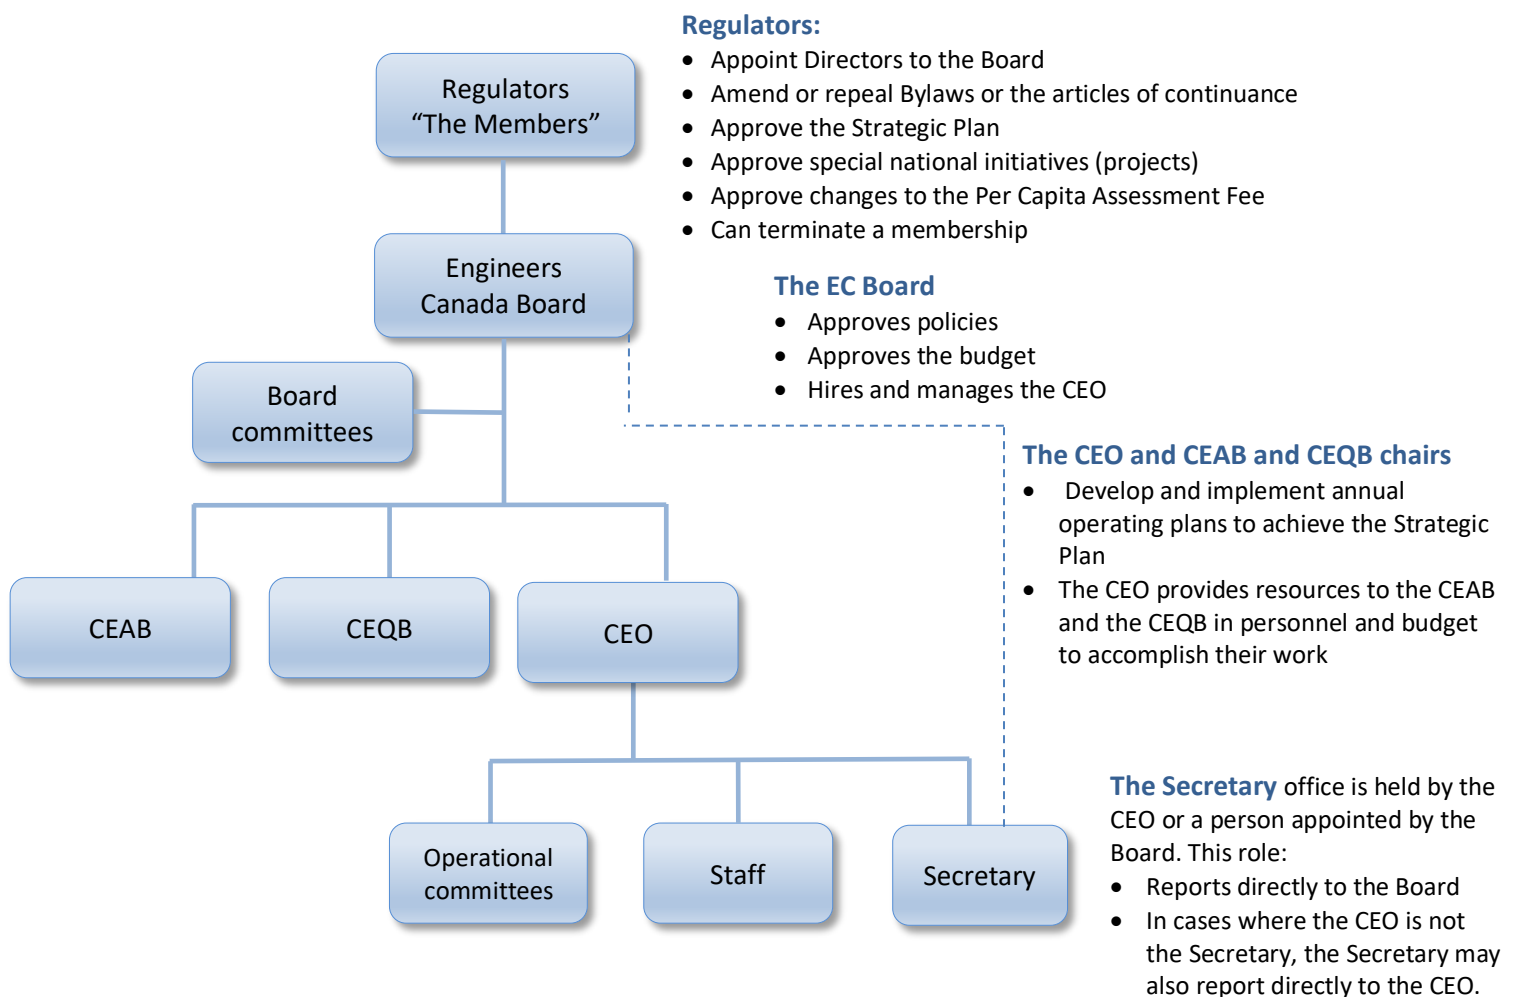 Regulators:
• Appoint Directors to the Board
• Amend or repeal Bylaws or the articles of continuance
• Approve the Strategic Plan
• Approve special national initiatives (projects)
• Approve changes to the Per Capita Assessment Fee
• Can terminate a membership
Regulators
“The Members”
Engineers
Canada Board
The EC Board
• Approves policies
• Approves the budget
• Hires and manages the CEO
Board
committees
The CEO and CEAB and CEQB chairs
• Develop and implement annual
operating plans to achieve the Strategic
Plan
• The CEO provides resources to the CEAB
and the CEQB in personnel and budget
to accomplish their work
CEAB
CEQB
CEO
Operational
committees
Staff
Secretary
The Secretary office is held by the
CEO or a person appointed by the
Board. This role:
• Reports directly to the Board
• In cases where the CEO is not
the Secretary, the Secretary may
also report directly to the CEO.